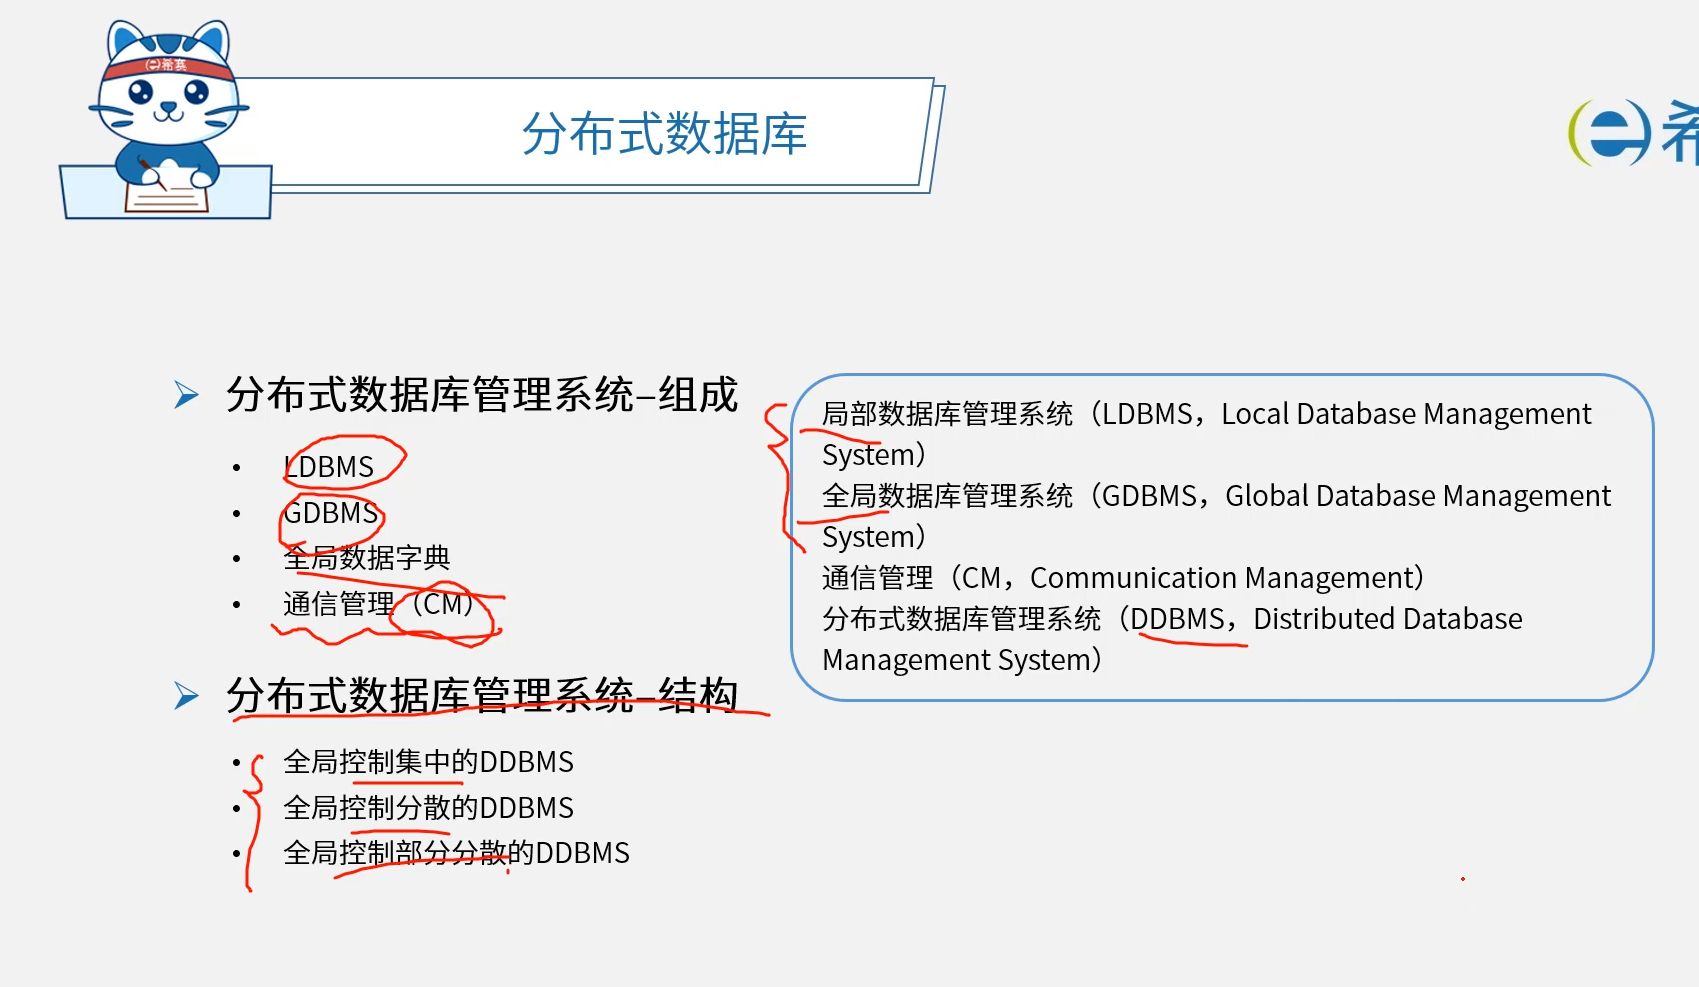 希赛
分布式数据库
希
分布式数据库管理系统–组成
• LDBMS
• GDBMS
• 全局数据字典
• 通信管理（CM）
分布式数据库管理系统–结构
• 全局控制集中的DDBMS
• 全局控制分散的DDBMS
• 全局控制部分分散的DDBMS
局部数据库管理系统（LDBMS，Local Database Management
System）
全局数据库管理系统（GDBMS，Global Database Management
System）
通信管理（CM，Communication Management）
分布式数据库管理系统（DDBMS，Distributed Database
Management System）